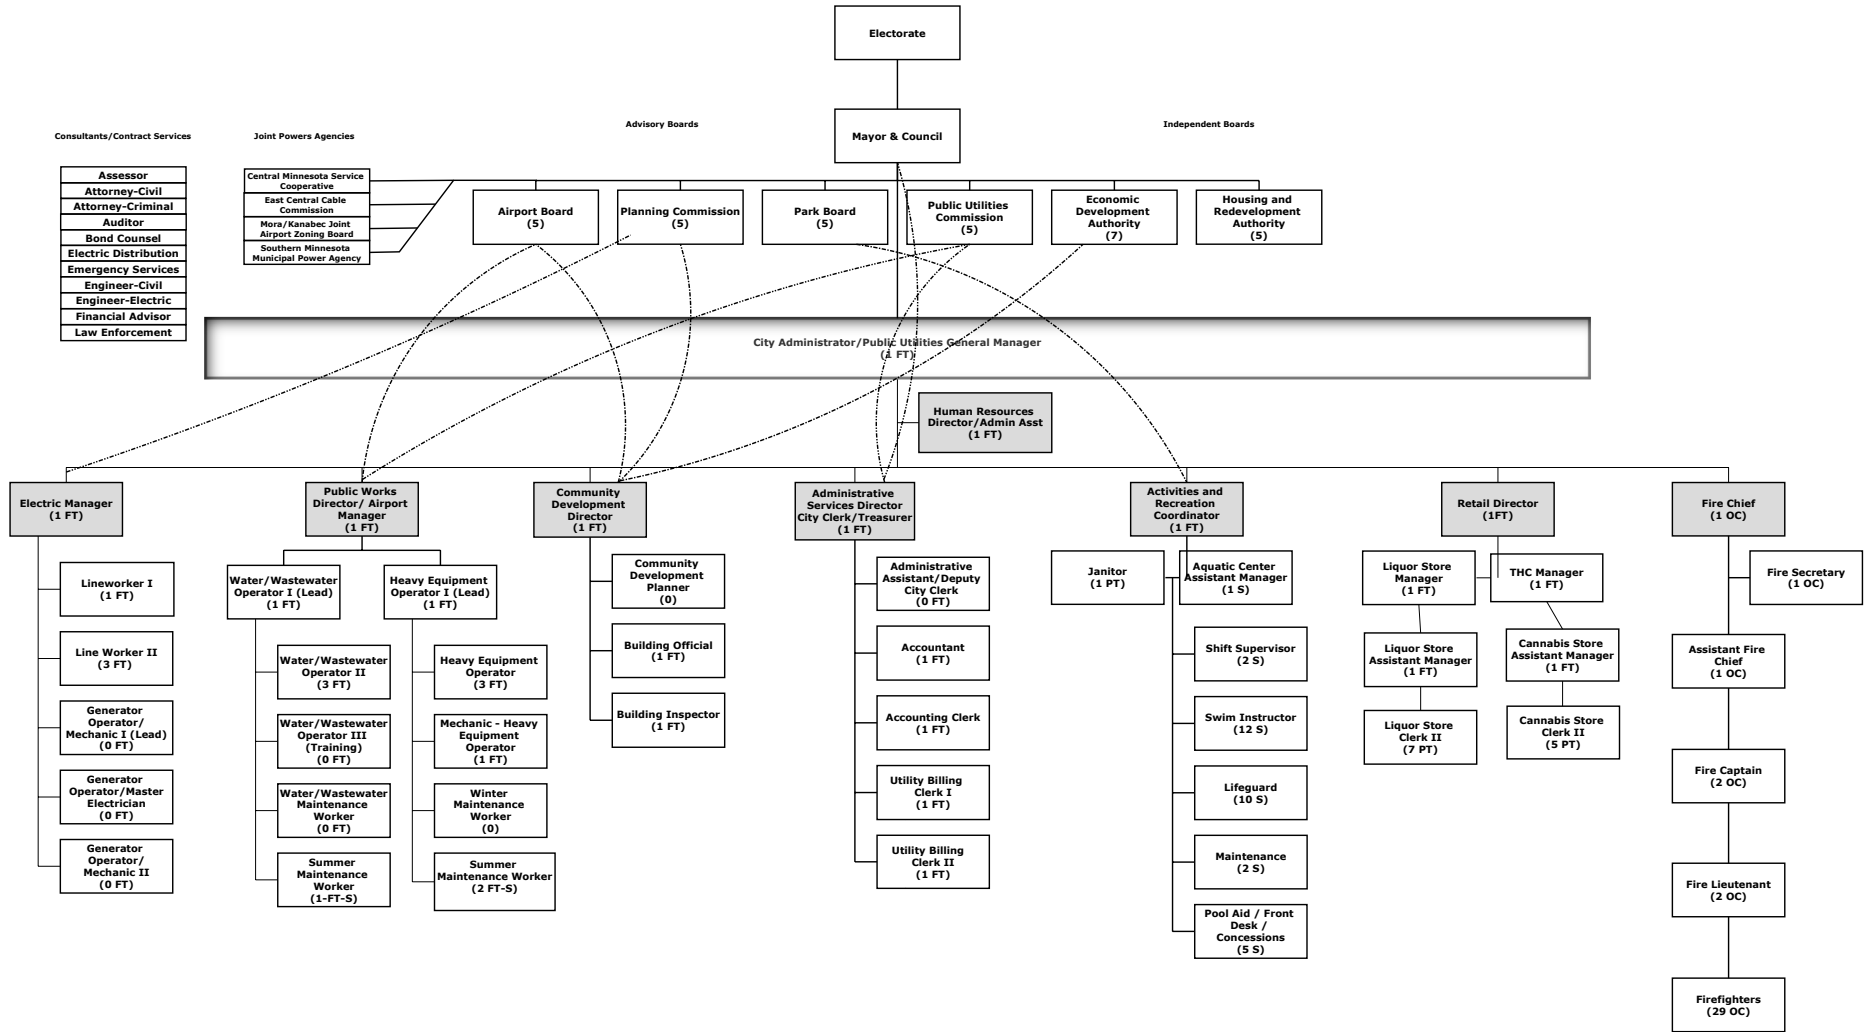 Electorate
Mayor & Council
Consultants/Contract Services
Joint Powers Agencies
Advisory Boards
Independent Boards
Assessor
Attorney-Civil
Attorney-Criminal
Auditor
Bond Counsel
Electric Distribution
Emergency Services
Engineer-Civil
Engineer-Electric
Financial Advisor
Law Enforcement
Central Minnesota Service
Cooperative
East Central Cable
Commission
Mora/Kanabec Joint
Airport Zoning Board
Southern Minnesota
Municipal Power Agency
Airport Board
(5)
Planning Commission
(5)
Park Board
(5)
Public Utilities
Commission
(5)
Economic
Development
Authority
(7)
Housing and
Redevelopment
Authority
(5)
City Administrator/Public Utilities General Manager
(1 FT)
Human Resources
Director/Admin Asst
(1 FT)
Electric Manager
(1 FT)
Lineworker I
(1 FT)
Line Worker II
(3 FT)
Generator
Operator/
Mechanic I (Lead)
(0 FT)
Generator
Operator/Master
Electrician
(0 FT)
Generator
Operator/
Mechanic II
(0 FT)
Public Works
Director/ Airport
Manager
(1 FT)
Water/Wastewater
Operator I (Lead)
(1 FT)
Water/Wastewater
Operator II
(3 FT)
Water/Wastewater
Operator III
(Training)
(0 FT)
Water/Wastewater
Maintenance
Worker
(0 FT)
Summer
Maintenance
Worker
(1-FT-S)
Heavy Equipment
Operator I (Lead)
(1 FT)
Heavy Equipment
Operator
(3 FT)
Mechanic - Heavy
Equipment
Operator
(1 FT)
Winter
Maintenance
Worker
(0)
Summer
Maintenance Worker
(2 FT-S)
Community
Development
Director
(1 FT)
Community
Development
Planner
(0)
Building Official
(1 FT)
Building Inspector
(1 FT)
Administrative
Services Director
City Clerk/Treasurer
(1 FT)
Administrative
Assistant/Deputy
City Clerk
(0 FT)
Accountant
(1 FT)
Accounting Clerk
(1 FT)
Utility Billing
Clerk I
(1 FT)
Utility Billing
Clerk II
(1 FT)
Activities and
Recreation
Coordinator
(1 FT)
Janitor
(1 PT)
Aquatic Center
Assistant Manager
(1 S)
Shift Supervisor
(2 S)
Swim Instructor
(12 S)
Lifeguard
(10 S)
Maintenance
(2 S)
Pool Aid / Front
Desk /
Concessions
(5 S)
Retail Director
(1FT)
Liquor Store
Manager
(1 FT)
Liquor Store
Assistant Manager
(1 FT)
Liquor Store
Clerk II
(7 PT)
THC Manager
(1 FT)
Cannabis Store
Assistant Manager
(1 FT)
Cannabis Store
Clerk II
(5 PT)
Fire Chief
(1 OC)
Fire Secretary
(1 OC)
Assistant Fire
Chief
(1 OC)
Fire Captain
(2 OC)
Fire Lieutenant
(2 OC)
Firefighters
(29 OC)